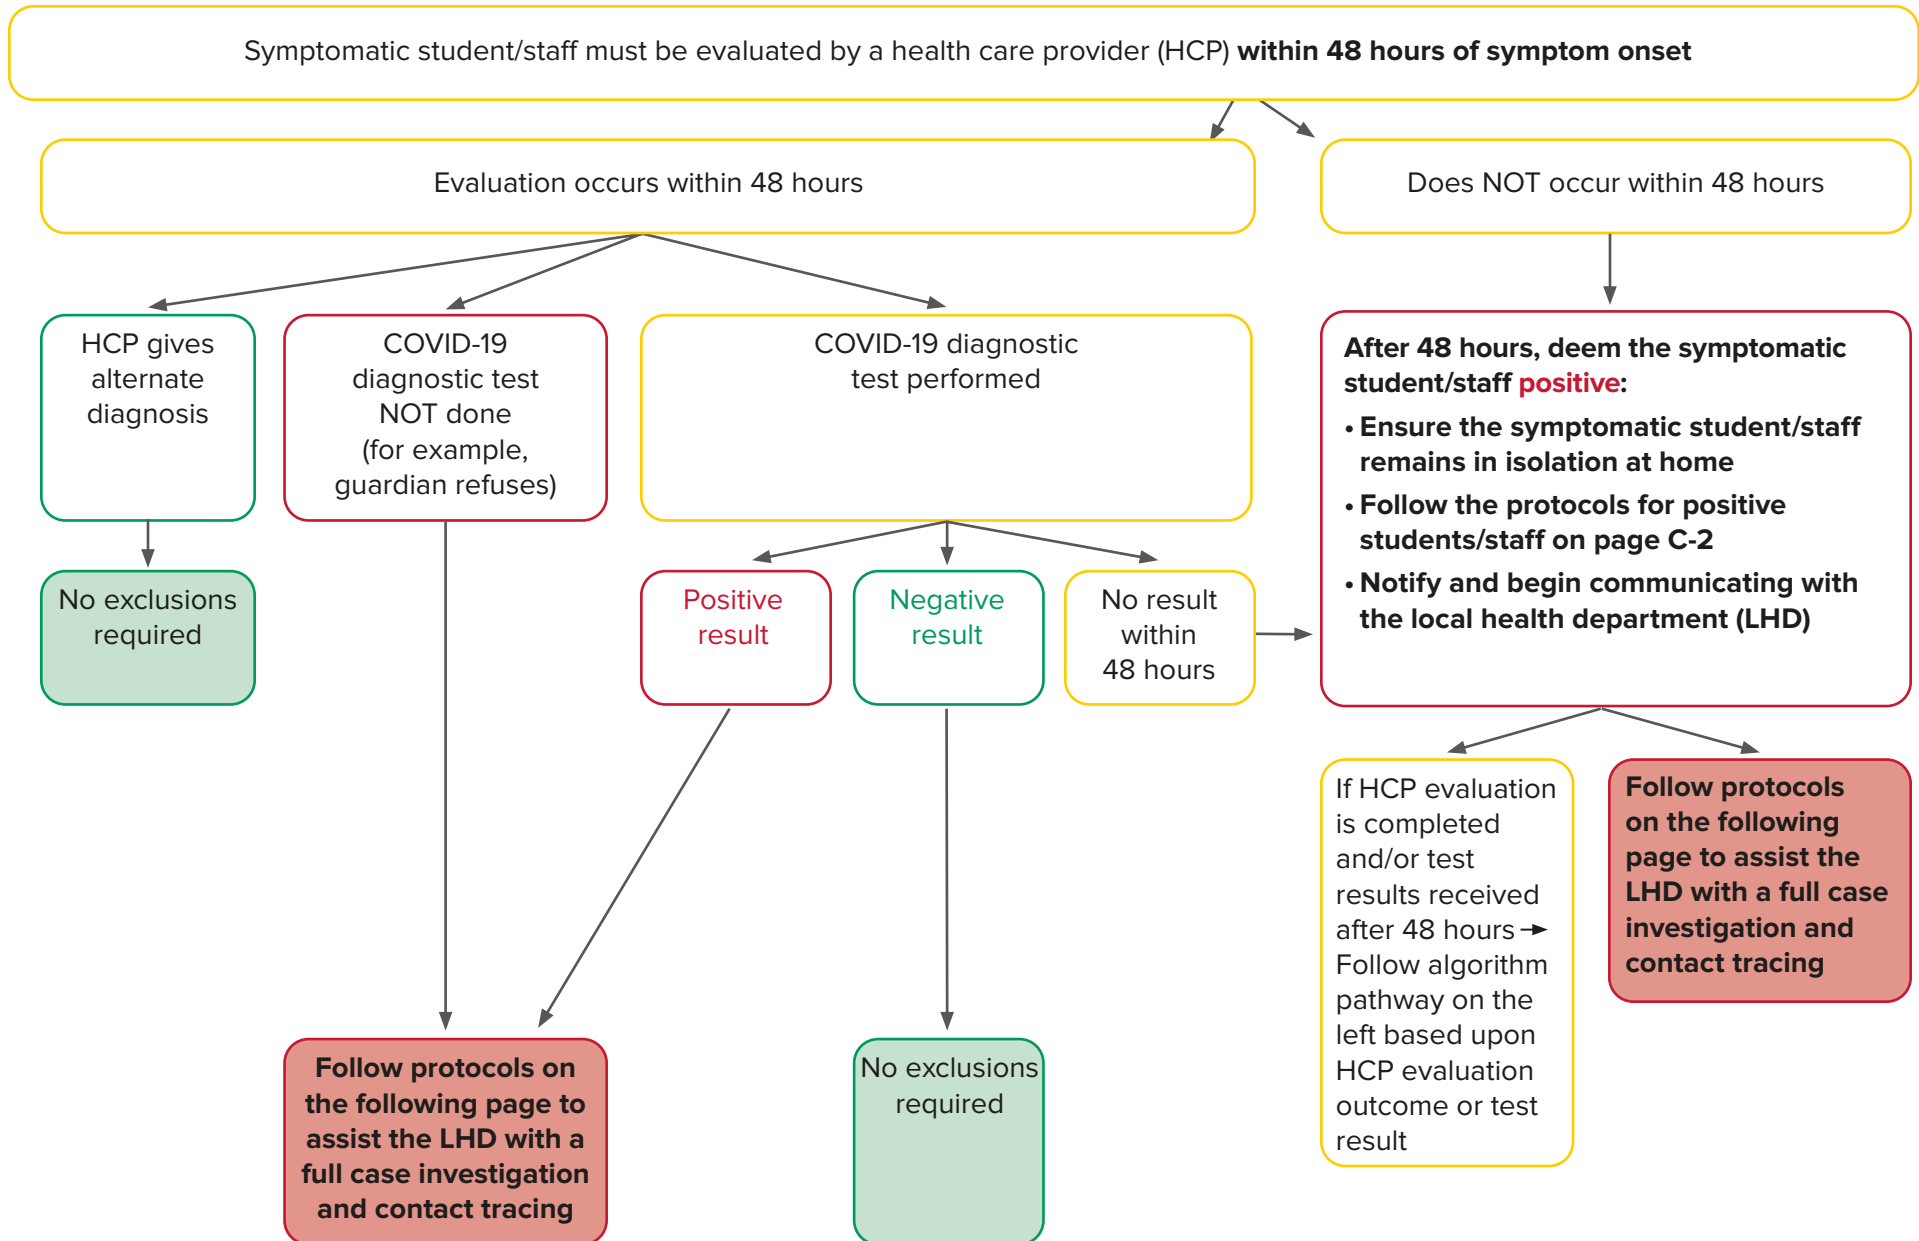 Symptomatic student/staff must be evaluated by a health care provider (HCP) within 48 hours of symptom onset
Evaluation occurs within 48 hours
Does NOT occur within 48 hours
HCP gives
alternate
diagnosis
COVID-19
diagnostic test
NOT done
(for example,
guardian refuses)
COVID-19 diagnostic
test performed
After 48 hours, deem the symptomatic
student/staff positive:
• Ensure the symptomatic student/staff
remains in isolation at home
• Follow the protocols for positive
students/staff on page C-2
• Notify and begin communicating with
the local health department (LHD)
No exclusions
required
Positive
result
Negative
result
No result
within
48 hours
If HCP evaluation
is completed
and/or test
results received
after 48 hours →
Follow algorithm
pathway on the
left based upon
HCP evaluation
outcome or test
result
Follow protocols
on the following
page to assist the
LHD with a full case
investigation and
contact tracing
Follow protocols on
the following page to
assist the LHD with a
full case investigation
and contact tracing
No exclusions
required